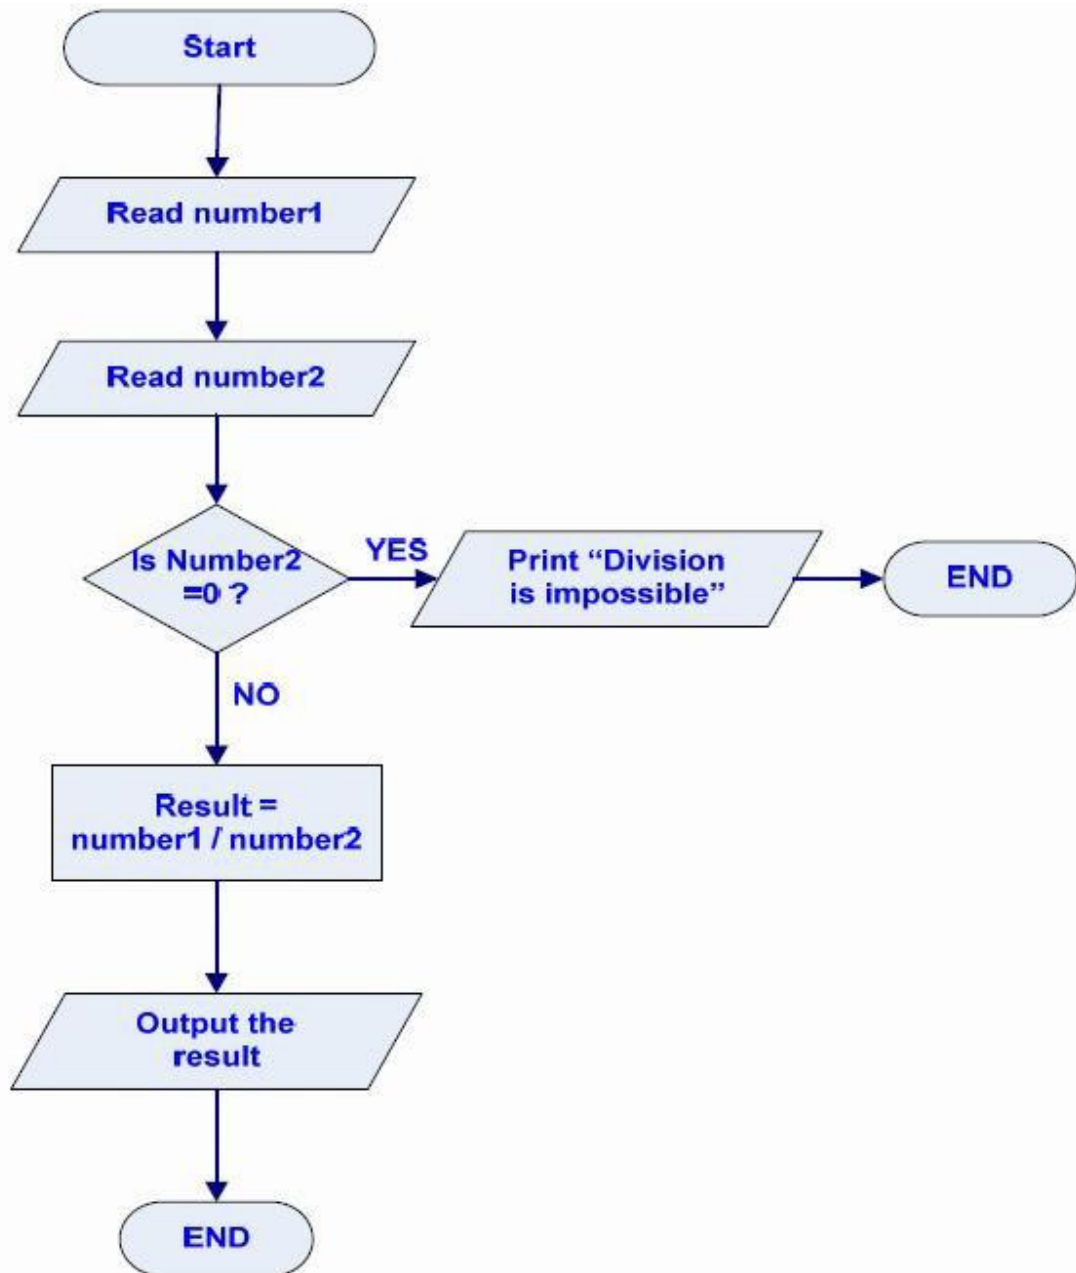 Start
Read number1
Read number2
Is Number2
=0 ?
YES
Print “Division
is impossible”
END
NO
Result =
number1 / number2
Output the
result
END